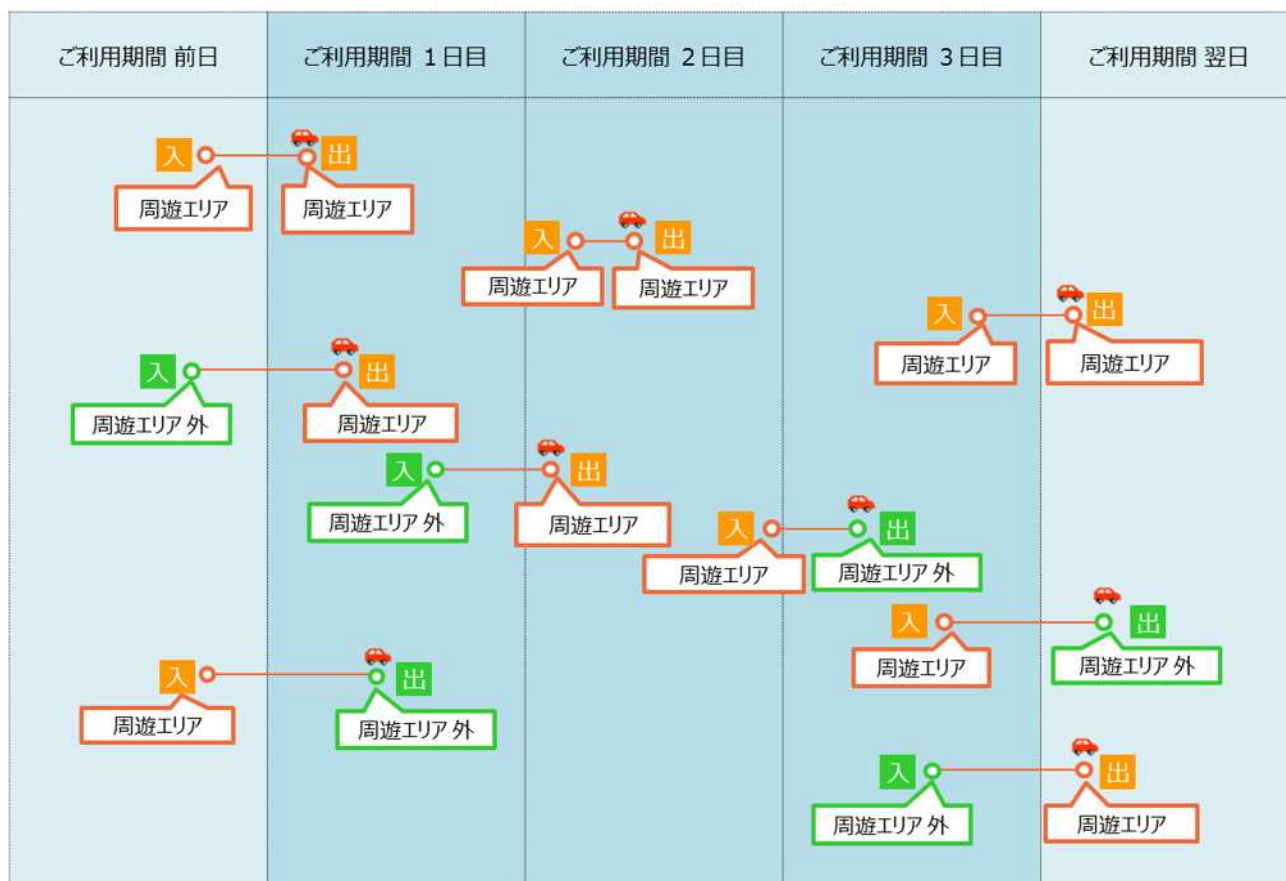 ご利用期間 前日
ご利用期間 1日目
ご利用期間 2日目
ご利用期間 3日目
ご利用期間 翌日
入
出
周遊エリア
周遊エリア
入
出
周遊エリア
周遊エリア
入
出
周遊エリア
周遊エリア
入
出
周遊エリア 外
周遊エリア
入
出
周遊エリア 外
周遊エリア
入
出
周遊エリア
周遊エリア 外
入
出
周遊エリア
周遊エリア 外
入
出
周遊エリア
周遊エリア 外
入
出
周遊エリア 外
周遊エリア